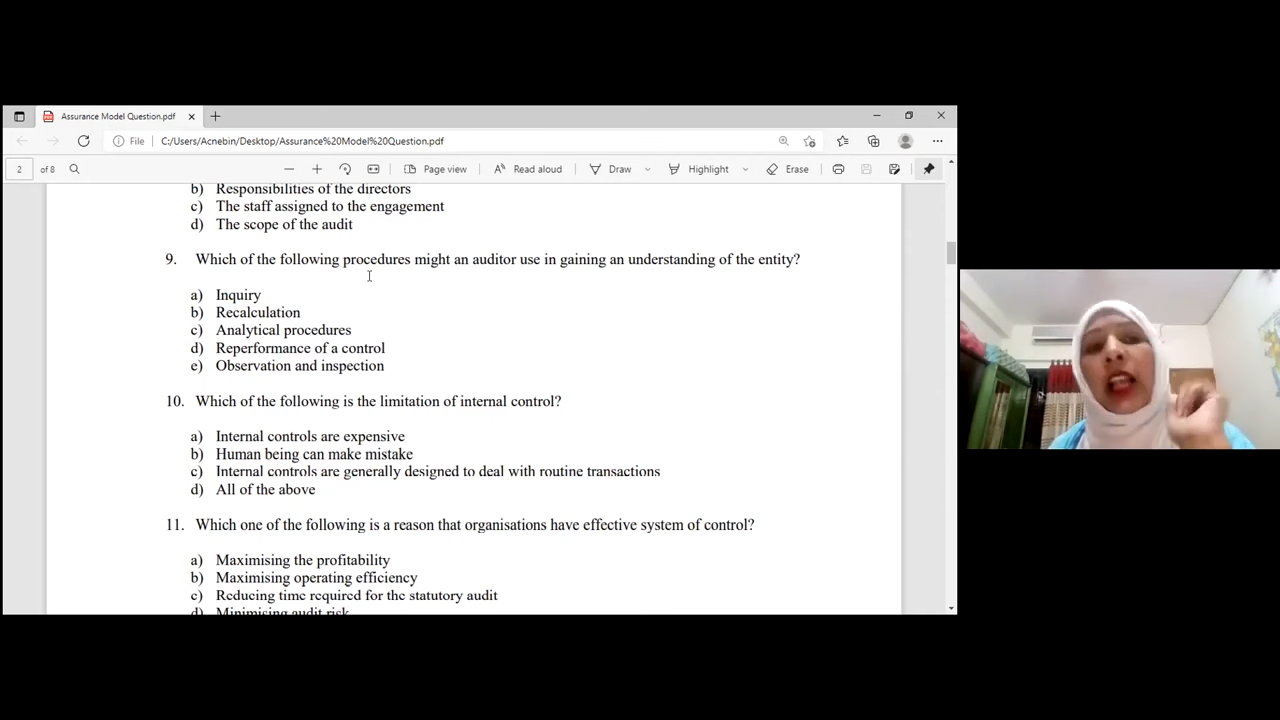 Assurance Model Question.pdf
File C:/Users/Acnebin/Desktop/Assurance%20Model%20Question.pdf
2 of 8 Page view Read aloud Draw Highlight Erase
b) Responsibilities of the directors
c) The staff assigned to the engagement
d) The scope of the audit
9. Which of the following procedures might an auditor use in gaining an understanding of the entity?
a) Inquiry
b) Recalculation
c) Analytical procedures
d) Reperformance of a control
e) Observation and inspection
10. Which of the following is the limitation of internal control?
a) Internal controls are expensive
b) Human being can make mistake
c) Internal controls are generally designed to deal with routine transactions
d) All of the above
11. Which one of the following is a reason that organisations have effective system of control?
a) Maximising the profitability
b) Maximising operating efficiency
c) Reducing time required for the statutory audit
d) Minimising audit risk